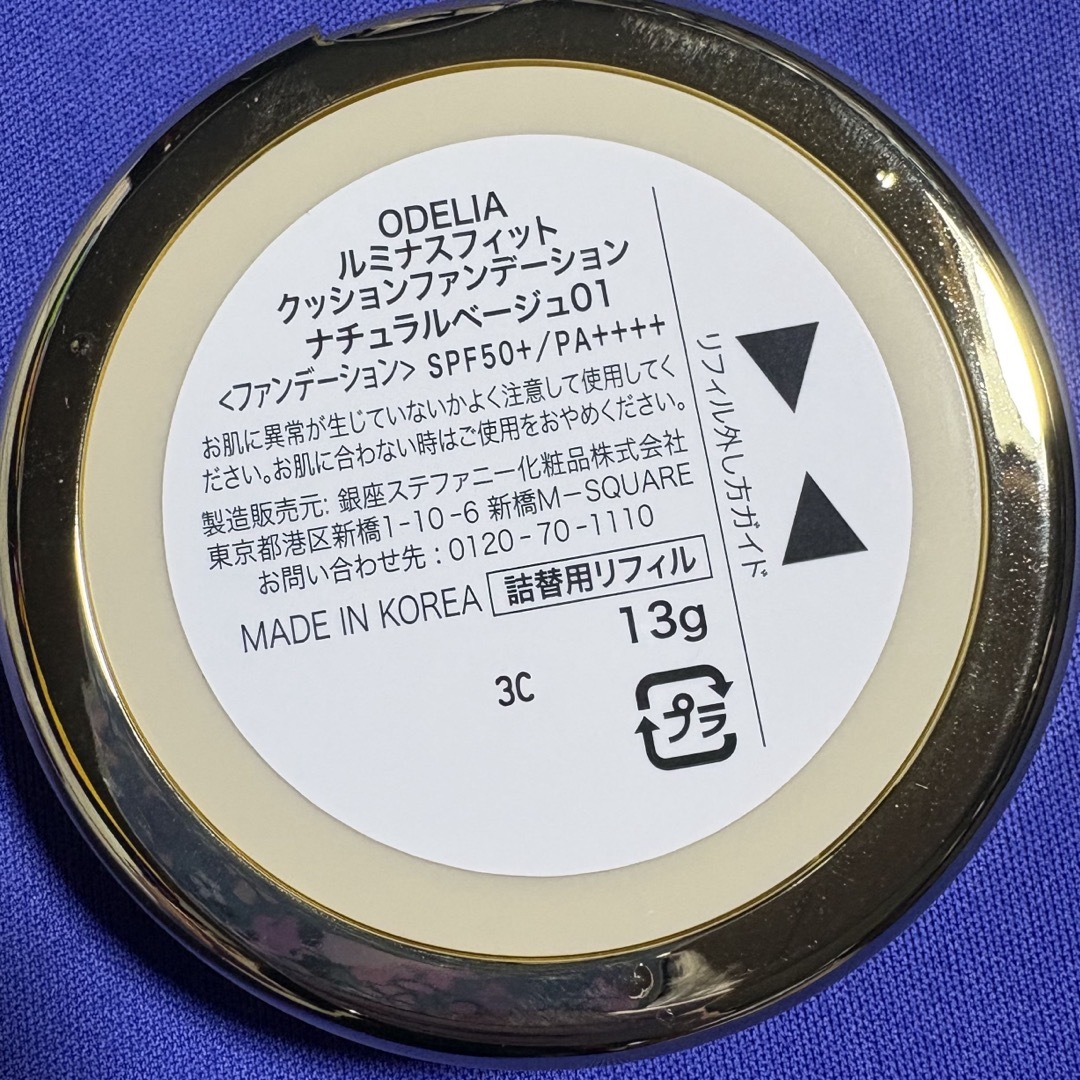 ODELIA
ルミナスフィット
クッションファンデーション
ナチュラルベージュ01
<ファンデーション> SPF50+/PA++++
お肌に異常が生じていないかよく注意して使用してく
ださい。お肌に合わない時はご使用をおやめください。
製造販売元: 銀座ステファニー化粧品株式会社
東京都港区新橋1-10-6 新橋M-SQUARE
お問い合わせ先 : 0120-70-1110
MADE IN KOREA 詰替用リフィル
13g
3C
プラ
リフィル外し方ガイド